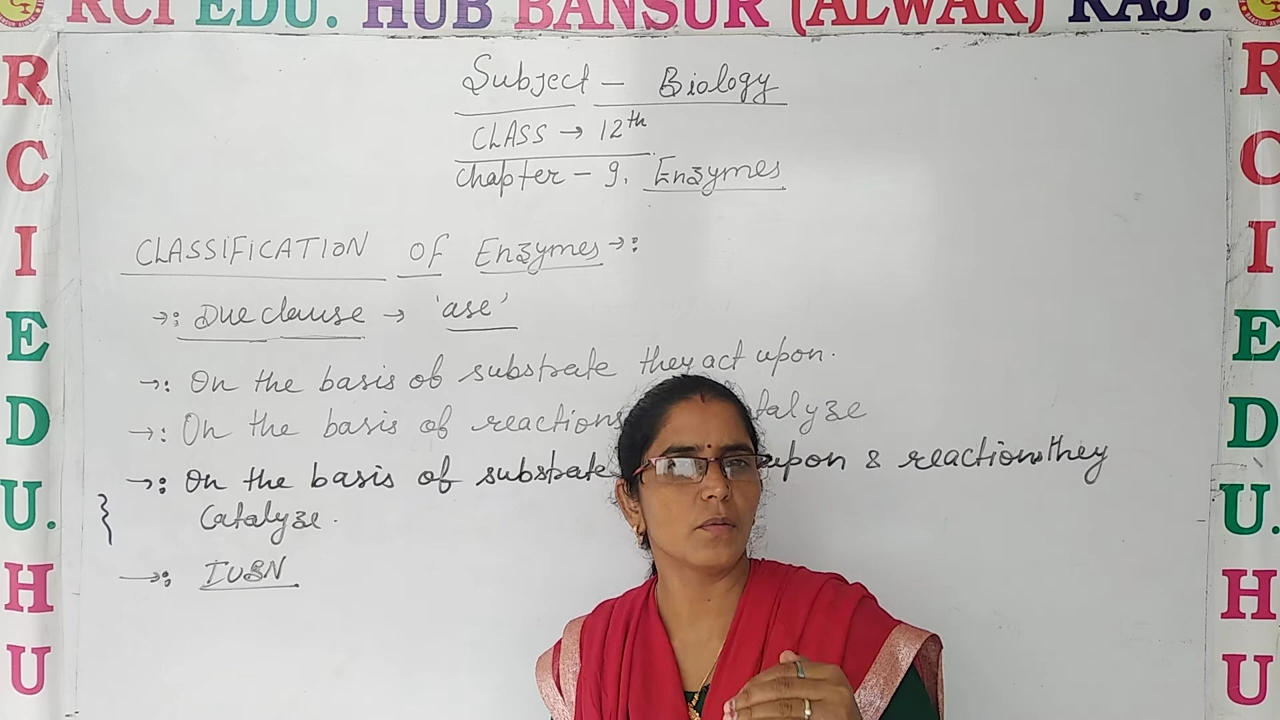 RCI EDU. HUB BANSUR (ALWAR) RAJ.
Subject - Biology
CLASS → 12th
Chapter - 9. Enzymes
CLASSIFICATION OF Enzymes →:
→: Due clause → 'ase'
→: On the basis of substrate they act upon.
→: On the basis of reactions talyze
→: On the basis of substrate upon & reactions they
Catalyze.
→: IUBN
R
C
I
E
D
U.
H
U
R
C
I
E
D
U.
H
U